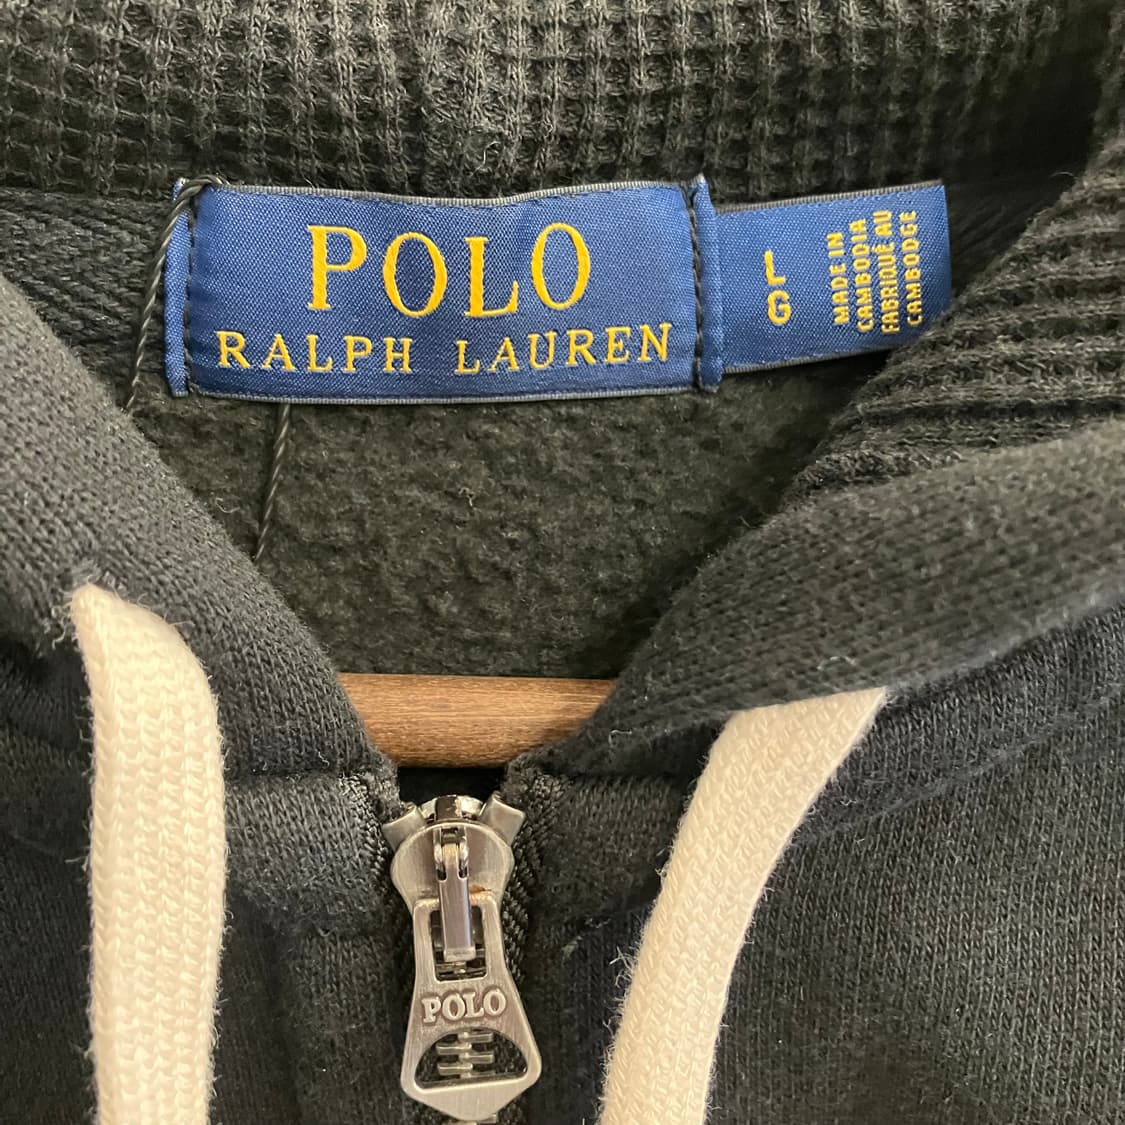 POLO
RALPH LAUREN
L
G
MADE IN
CAMBODIA
FABRIQUÉ AU
CAMBODGE
POLO